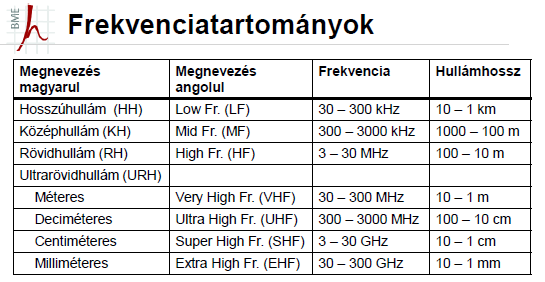 BME
Frekvenciatartományok
Megnevezés magyarul Megnevezés angolul Frekvencia Hullámhossz
Hosszúhullám (HH) Low Fr. (LF) 30 – 300 kHz 10 – 1 km
Középhullám (KH) Mid Fr. (MF) 300 – 3000 kHz 1000 – 100 m
Rövidhullám (RH) High Fr. (HF) 3 – 30 MHz 100 – 10 m
Ultrarövidhullám (URH)
Méteres Very High Fr. (VHF) 30 – 300 MHz 10 – 1 m
Deciméteres Ultra High Fr. (UHF) 300 – 3000 MHz 100 – 10 cm
Centiméteres Super High Fr. (SHF) 3 – 30 GHz 10 – 1 cm
Milliméteres Extra High Fr. (EHF) 30 – 300 GHz 10 – 1 mm